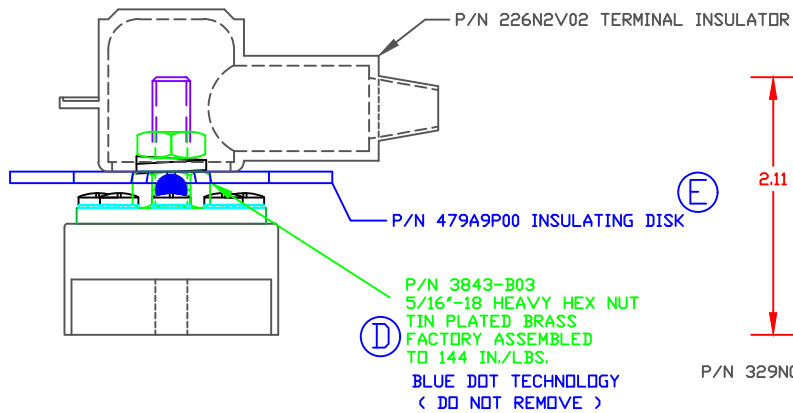 P/N 226N2V02 TERMINAL INSULATOR
2.11
E
P/N 479A9P00 INSULATING DISK
P/N 3843-B03
5/16"-18 HEAVY HEX NUT
TIN PLATED BRASS
D
FACTORY ASSEMBLED
TO 144 IN./LBS.
P/N 329N
BLUE DOT TECHNOLOGY
( DO NOT REMOVE )